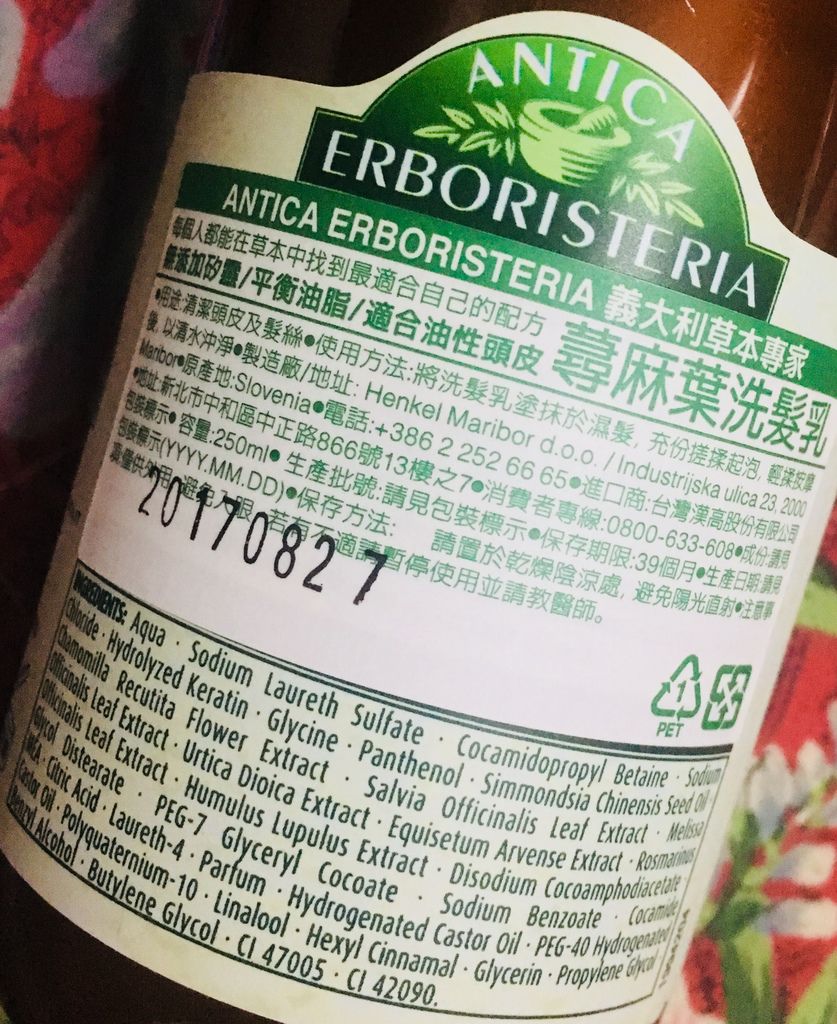 ANTICA
ERBORISTERIA
ANTICA ERBORISTERIA 義大利草本專家
每個人都能在草本中找到最適合自己的配方
無添加矽靈/平衡油脂/適合油性頭皮 蕁麻葉洗髮乳
•用途:清潔頭皮及髮絲•使用方法:將洗髮乳塗抹於濕髮, 充份搓揉起泡, 輕揉按摩
後, 以清水沖淨•製造廠/地址: Henkel Maribor d.o.o. / Industrijska ulica 23, 2000
Maribor•原產地:Slovenia•電話:+386 2 252 66 65•進口商:台灣漢高股份有限公司
•地址:新北市中和區中正路866號13樓之7•消費者專線:0800-633-608•成份:請見
包裝標示• 容量:250ml• 生產批號:請見包裝標示•保存期限:39個月•生產日期:請見
包裝標示(YYYY.MM.DD)•保存方法: 請置於乾燥陰涼處, 避免陽光直射•注意事
項:僅供外用, 避免入眼, 若有不適請暫停使用並請教醫師。
20170827
PET
1
INGREDIENTS: Aqua · Sodium Laureth Sulfate · Cocamidopropyl Betaine · Sodium
Chloride · Hydrolyzed Keratin · Glycine · Panthenol · Simmondsia Chinensis Seed Oil ·
Chamomilla Recutita Flower Extract · Salvia Officinalis Leaf Extract · Melissa
Officinalis Leaf Extract · Urtica Dioica Extract · Equisetum Arvense Extract · Rosmarinus
Officinalis Leaf Extract · Humulus Lupulus Extract · Disodium Cocoamphodiacetate
Glycol Distearate · PEG-7 Glyceryl Cocoate · Sodium Benzoate · Cocamide
MEA · Citric Acid · Laureth-4 · Parfum · Hydrogenated Castor Oil · PEG-40 Hydrogenated
Castor Oil · Polyquaternium-10 · Linalool · Hexyl Cinnamal · Glycerin · Propylene Glycol
Benzyl Alcohol · Butylene Glycol · CI 47005 · CI 42090.